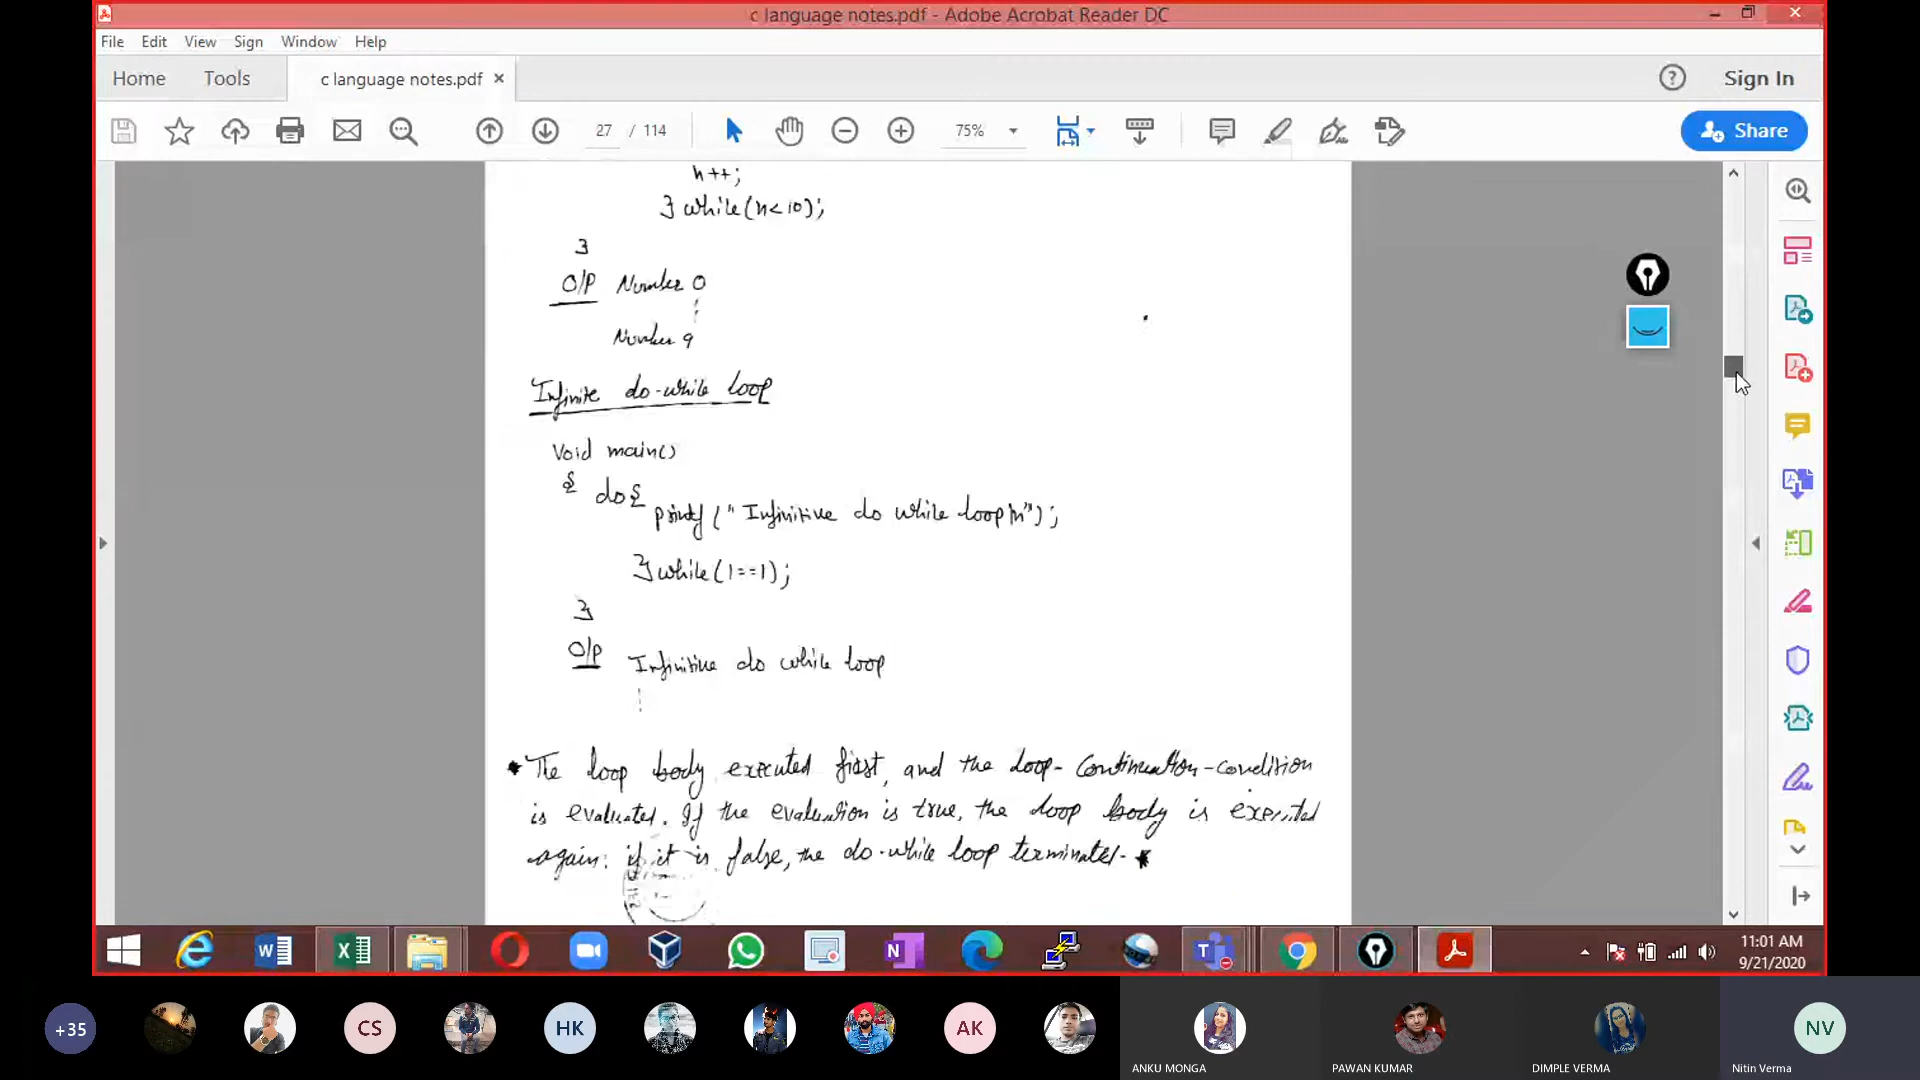 c language notes.pdf - Adobe Acrobat Reader DC
File Edit View Sign Window Help
Home Tools c language notes.pdf × Sign In
27 / 114 75% Share
n++;
} while(n<10);
}
O/P Number 0
Number 9
Infinite do-while loop
Void main()
{ do{
printf ("Infinitive do while loop\n");
} while(1==1);
}
O/P Infinitive do while loop
* The loop body executed first, and the loop-continuation-condition
is evaluated. If the evaluation is true, the loop body is executed
again: if it is false, the do-while loop terminates. *
11:01 AM
9/21/2020
+35 CS HK AK NV
ANKU MONGA PAWAN KUMAR DIMPLE VERMA Nitin Verma